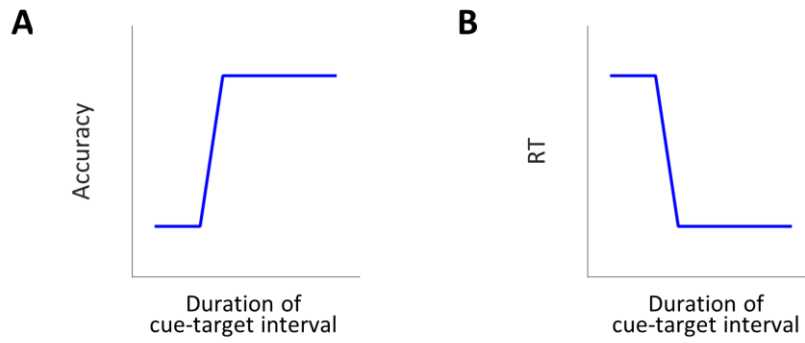 A
B
Accuracy
RT
Duration of
cue-target interval
Duration of
cue-target interval